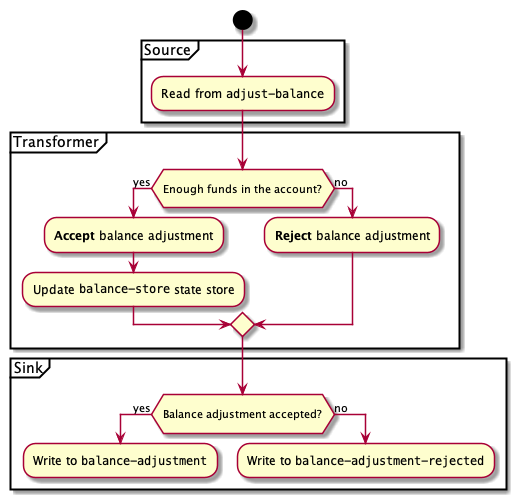 Source
Read from adjust-balance
Transformer
yes
Enough funds in the account?
no
Accept balance adjustment
Reject balance adjustment
Update balance-store state store
Sink
yes
Balance adjustment accepted?
no
Write to balance-adjustment
Write to balance-adjustment-rejected